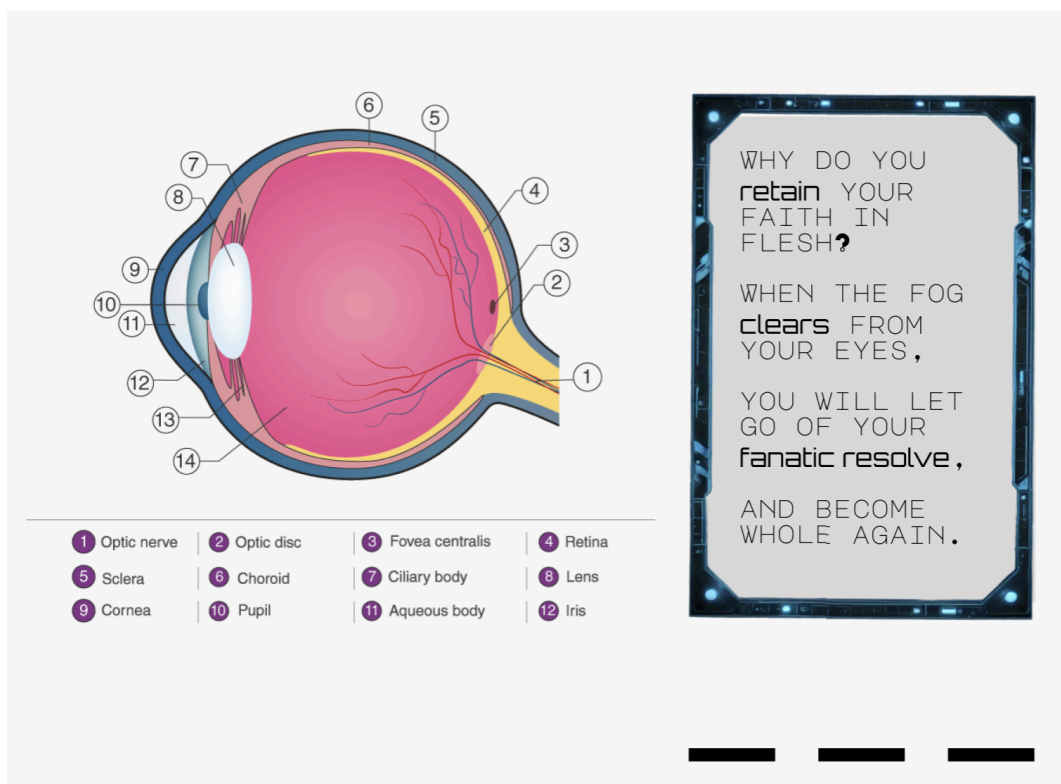 6
5
7
8
4
3
9
2
10
11
1
12
13
14
1 Optic nerve
2 Optic disc
3 Fovea centralis
4 Retina
5 Sclera
6 Choroid
7 Ciliary body
8 Lens
9 Cornea
10 Pupil
11 Aqueous body
12 Iris
WHY DO YOU
retain YOUR
FAITH IN
FLESH?
WHEN THE FOG
clears FROM
YOUR EYES,
YOU WILL LET
GO OF YOUR
fanatic resolve,
AND BECOME
WHOLE AGAIN.